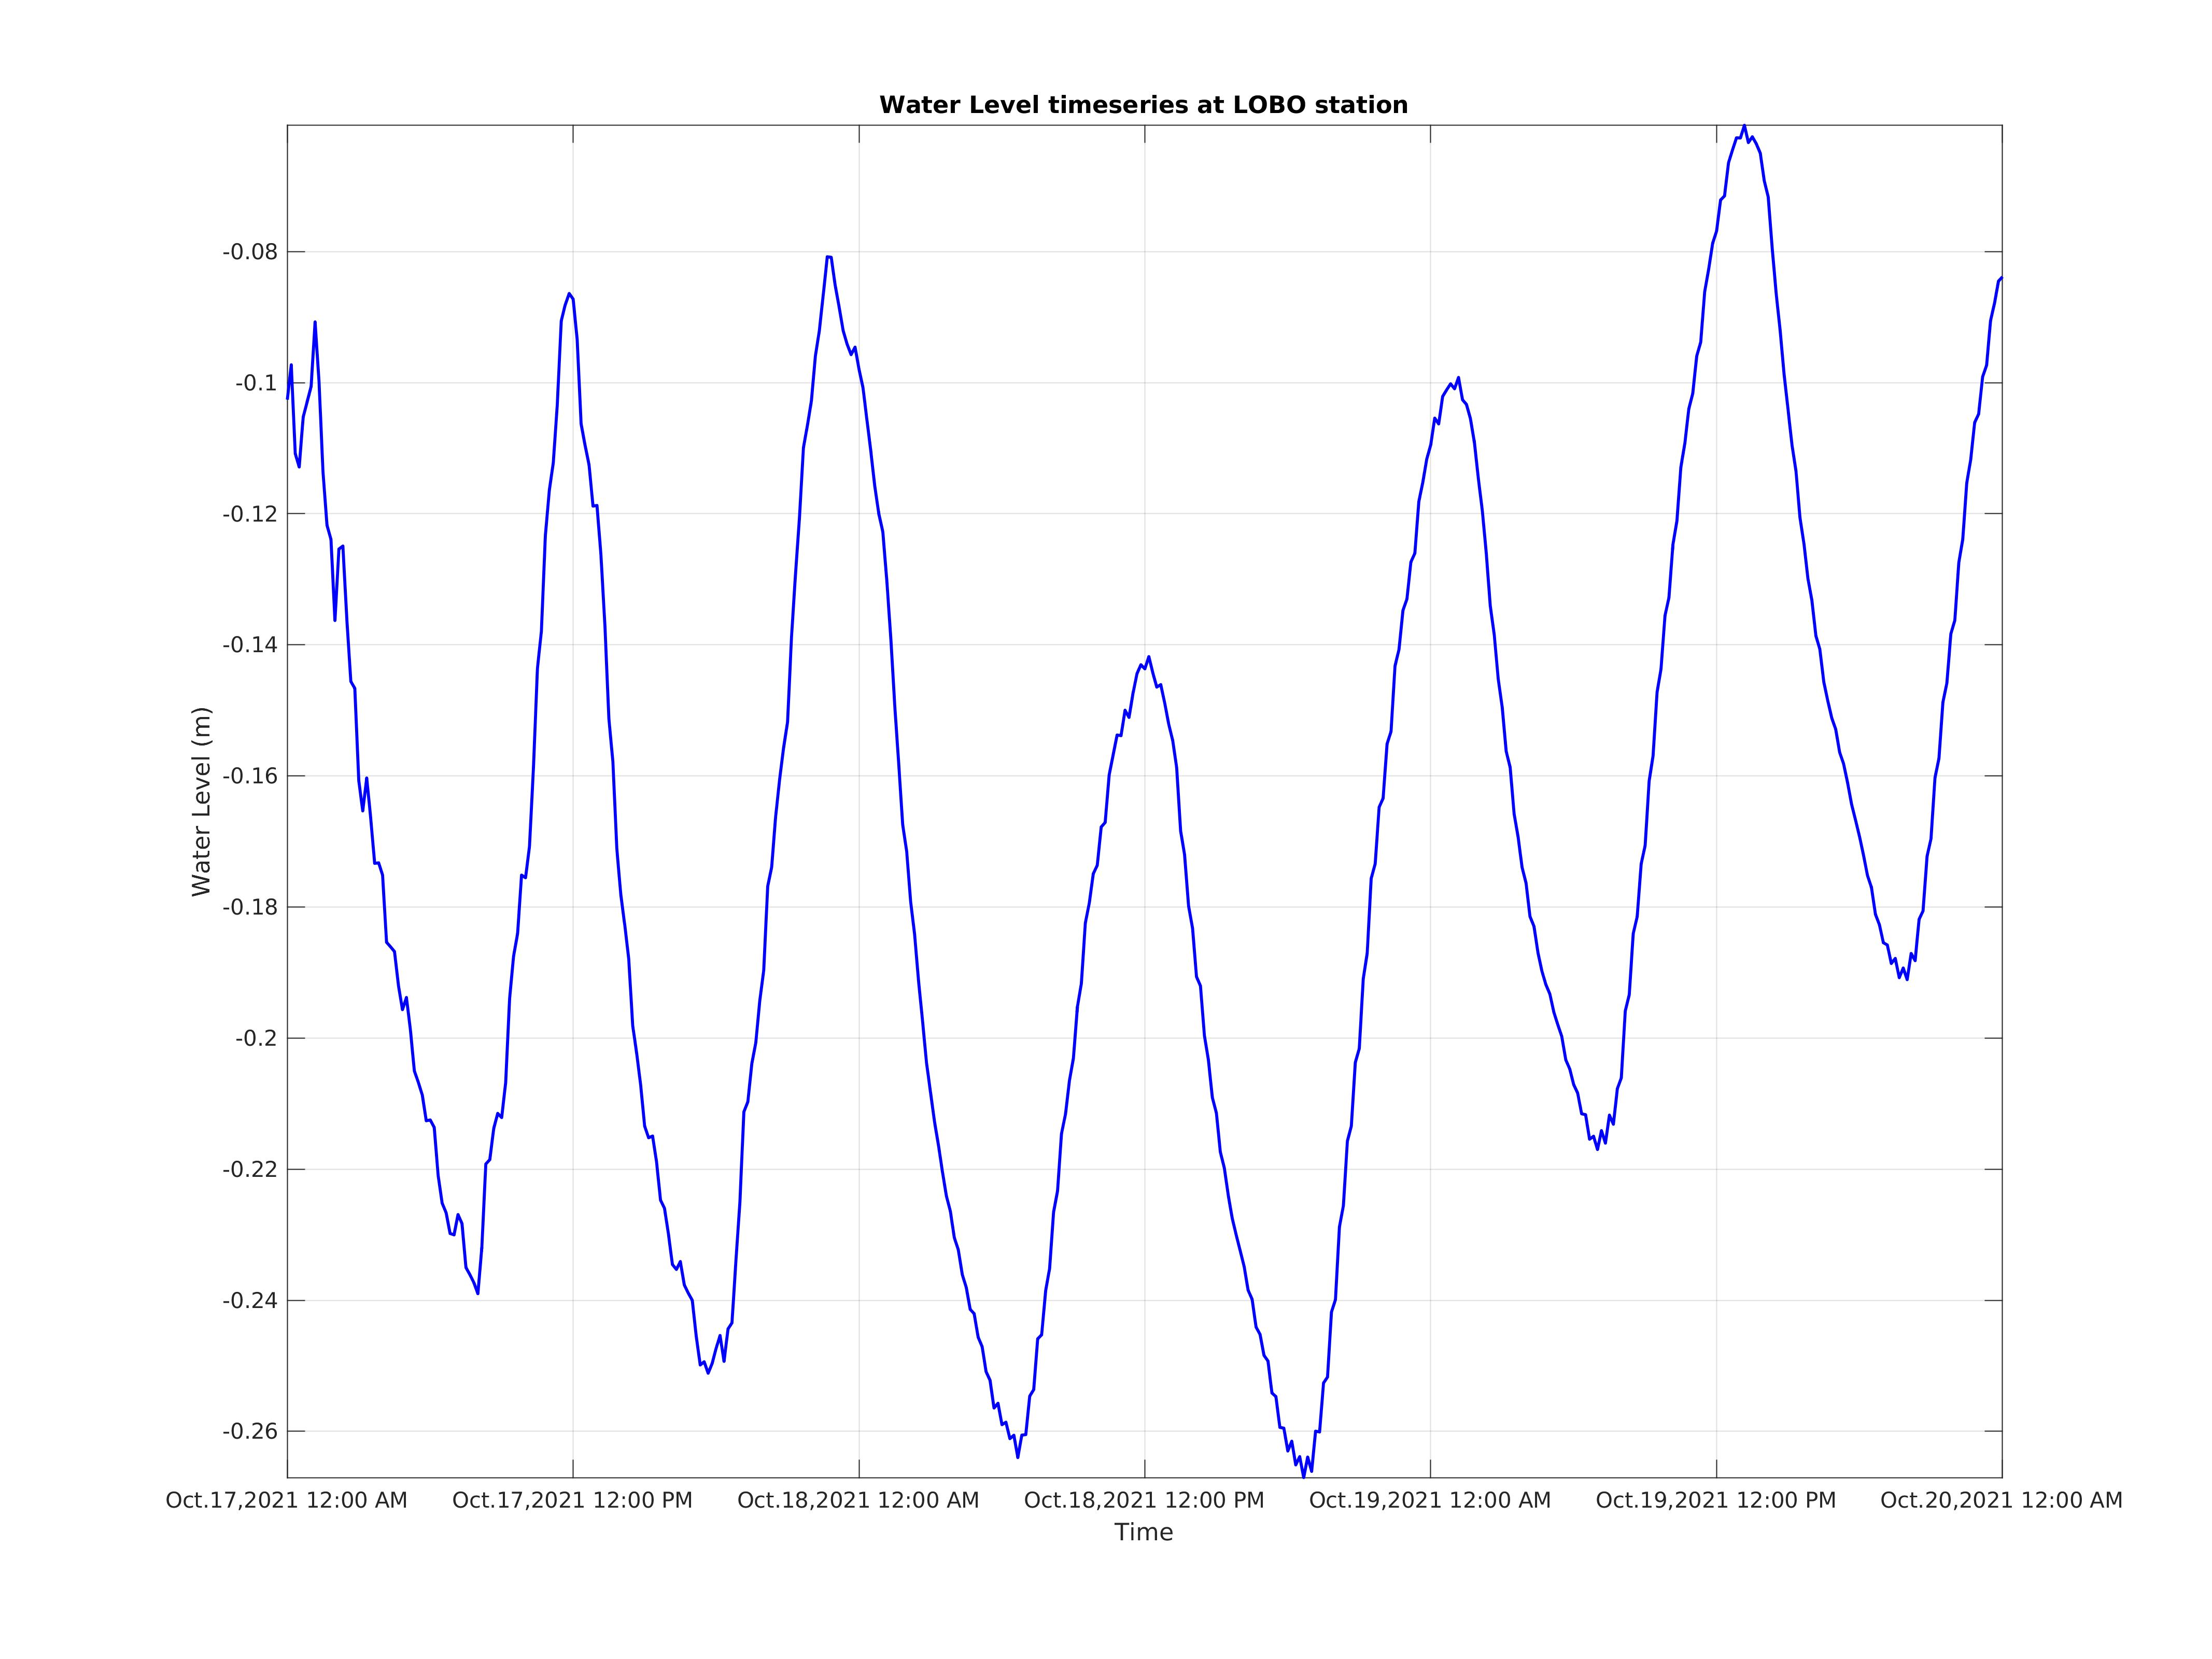 Water Level timeseries at LOBO station
-0.08
-0.1
-0.12
-0.14
-0.16
-0.18
-0.2
-0.22
-0.24
-0.26
Water Level (m)
Oct.17,2021 12:00 AM Oct.17,2021 12:00 PM Oct.18,2021 12:00 AM Oct.18,2021 12:00 PM Oct.19,2021 12:00 AM Oct.19,2021 12:00 PM Oct.20,2021 12:00 AM
Time